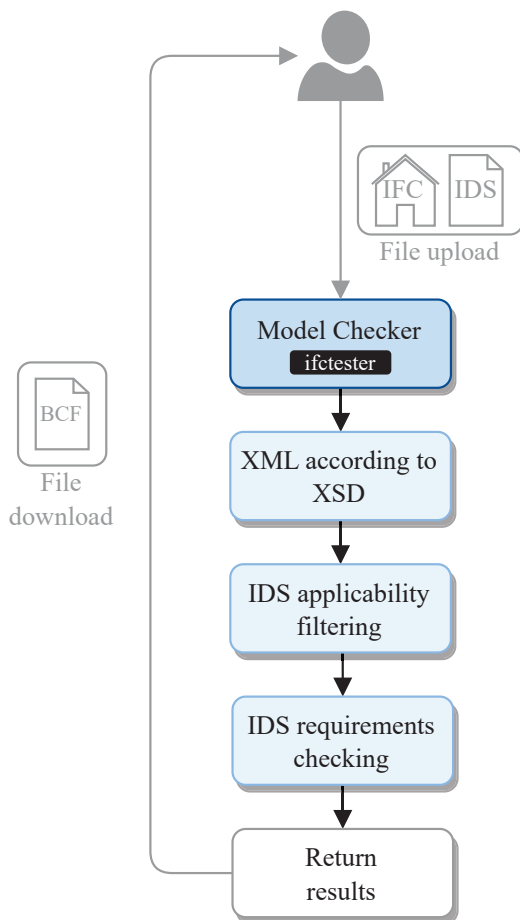 IFC
IDS
File upload
Model Checker
ifctester
BCF
File
download
XML according to
XSD
IDS applicability
filtering
IDS requirements
checking
Return
results